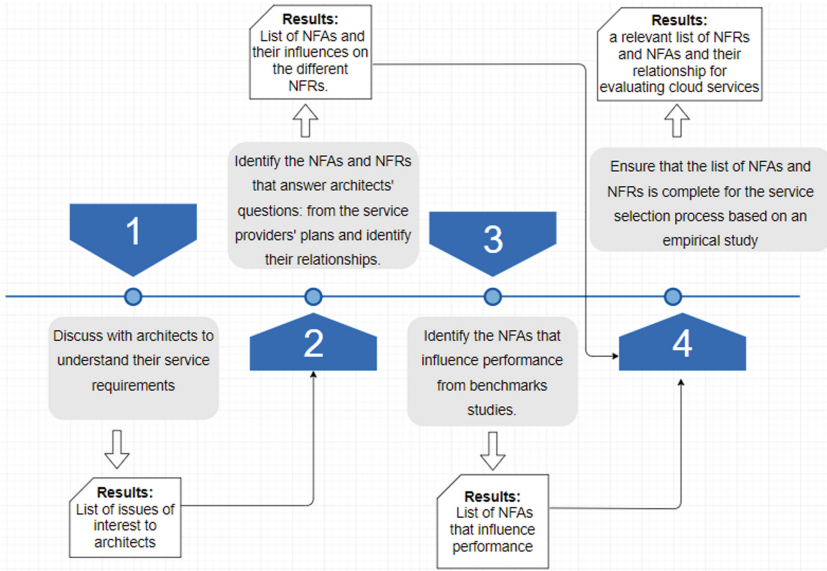 Results:
List of NFAs and
their influences on
the different
NFRs.
Results:
a relevant list of NFRs
and NFAs and their
relationship for
evaluating cloud services
Identify the NFAs and NFRs
that answer architects'
questions: from the service
providers' plans and identify
their relationships.
Ensure that the list of NFAs and
NFRs is complete for the service
selection process based on an
empirical study
1
3
Discuss with architects to
understand their service
requirements
2
Identify the NFAs that
influence performance
from benchmarks
studies.
4
Results:
List of issues of
interest to
architects
Results:
List of NFAs
that influence
performance